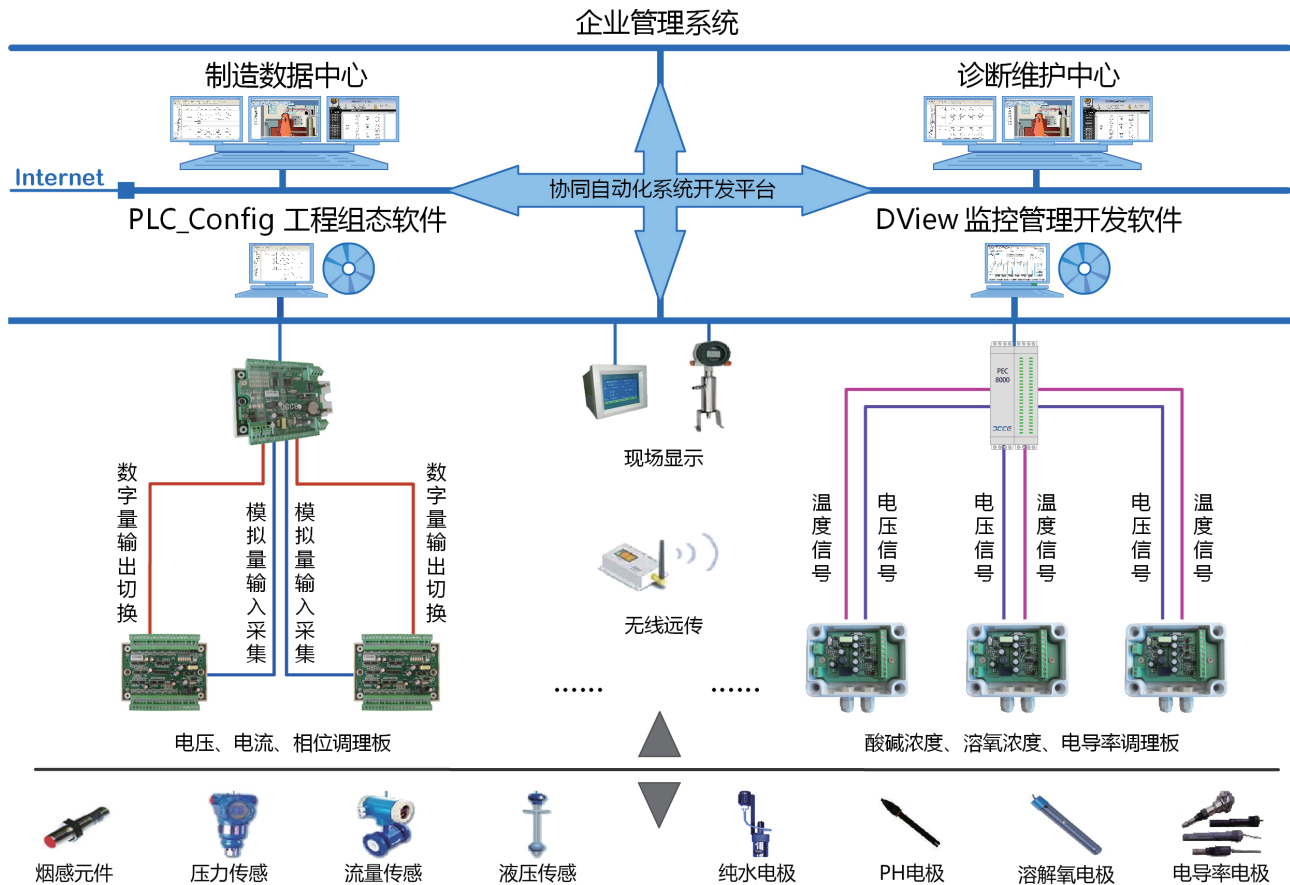 企业管理系统
制造数据中心
诊断维护中心
Internet
协同自动化系统开发平台
PLC_Config 工程组态软件
DView 监控管理开发软件
PEC
8000
DCCE
现场显示
数字量输出切换
模拟量输入采集
模拟量输入采集
数字量输出切换
温度信号
电压信号
电压信号
温度信号
电压信号
温度信号
无线远传
......
......
电压、电流、相位调理板
酸碱浓度、溶氧浓度、电导率调理板
烟感元件
压力传感
流量传感
液压传感
纯水电极
PH电极
溶解氧电极
电导率电极